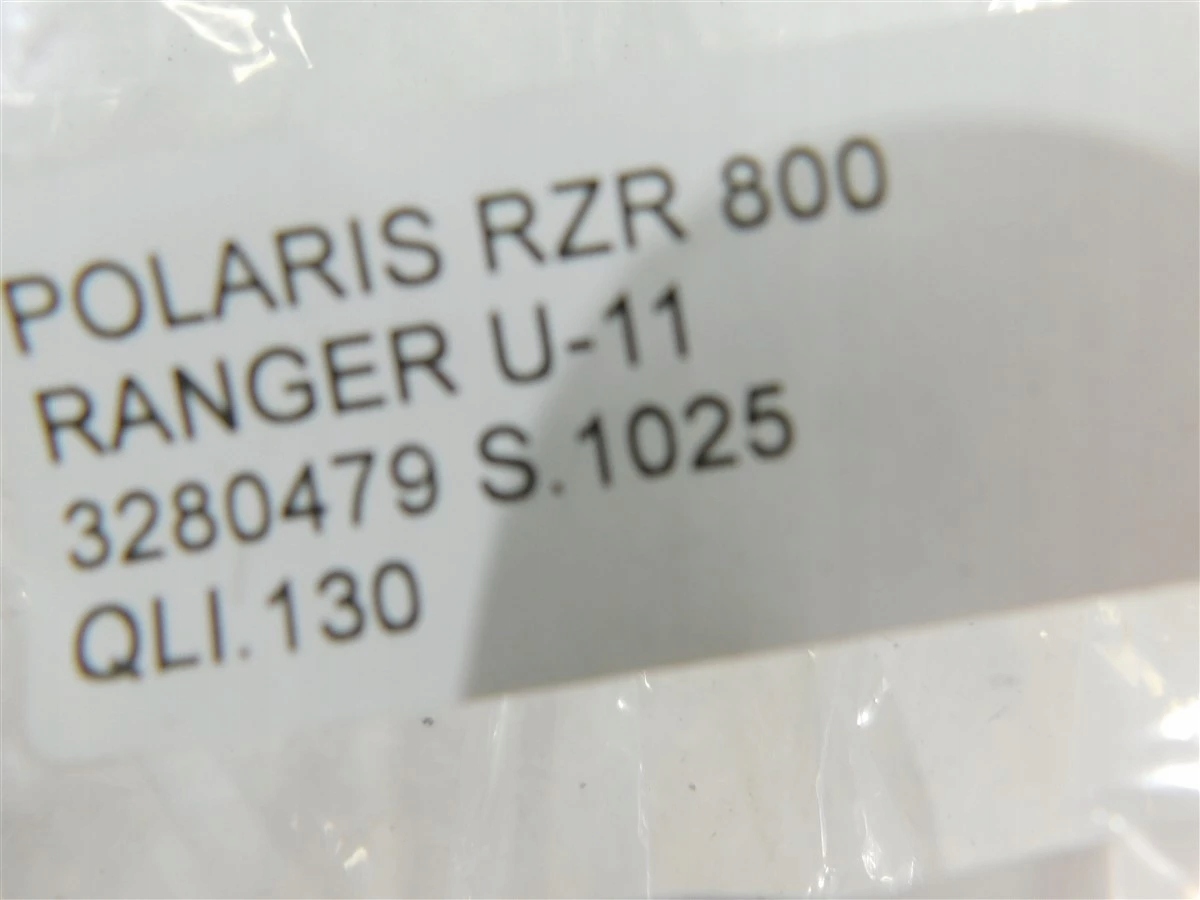 POLARIS RZR 800
RANGER U-11
3280479 S.1025
QLI.130